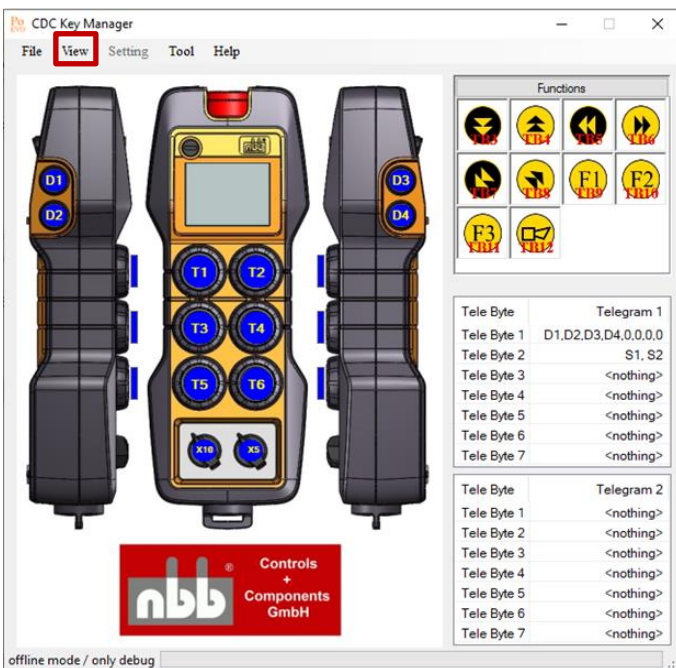 Po EVO CDC Key Manager
File View Setting Tool Help
Functions
TB3 TB4 TB5 TB6
TB7 TB8 F1 TB9 F2 TB10
F3 TB11 TB12
nbb
D1
D2
D3
D4
T1 T2
T3 T4
T5 T6
X10 X5
Tele Byte Telegram 1
Tele Byte 1 D1,D2,D3,D4,0,0,0,0
Tele Byte 2 S1, S2
Tele Byte 3 <nothing>
Tele Byte 4 <nothing>
Tele Byte 5 <nothing>
Tele Byte 6 <nothing>
Tele Byte 7 <nothing>
Tele Byte Telegram 2
Tele Byte 1 <nothing>
Tele Byte 2 <nothing>
Tele Byte 3 <nothing>
Tele Byte 4 <nothing>
Tele Byte 5 <nothing>
Tele Byte 6 <nothing>
Tele Byte 7 <nothing>
nbb ®
Controls
+
Components
GmbH
offline mode / only debug